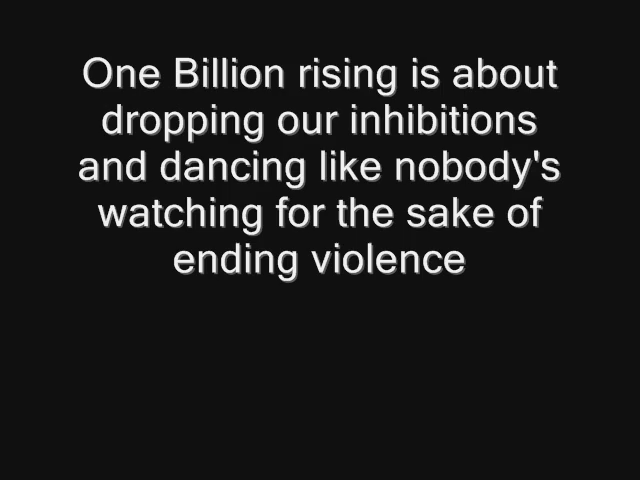 One Billion rising is about
dropping our inhibitions
and dancing like nobody's
watching for the sake of
ending violence